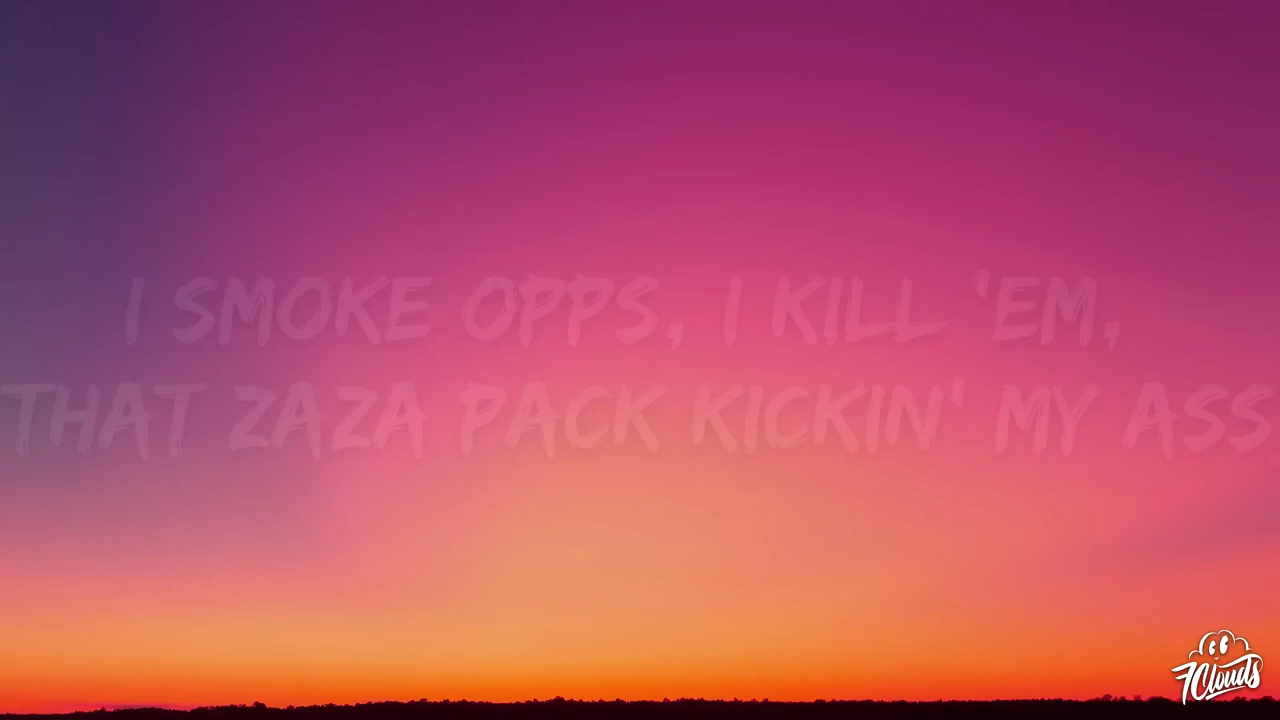 I SMOKE OPPS, I KILL 'EM,
THAT ZAZA PACK KICKIN' MY ASS
7Clouds